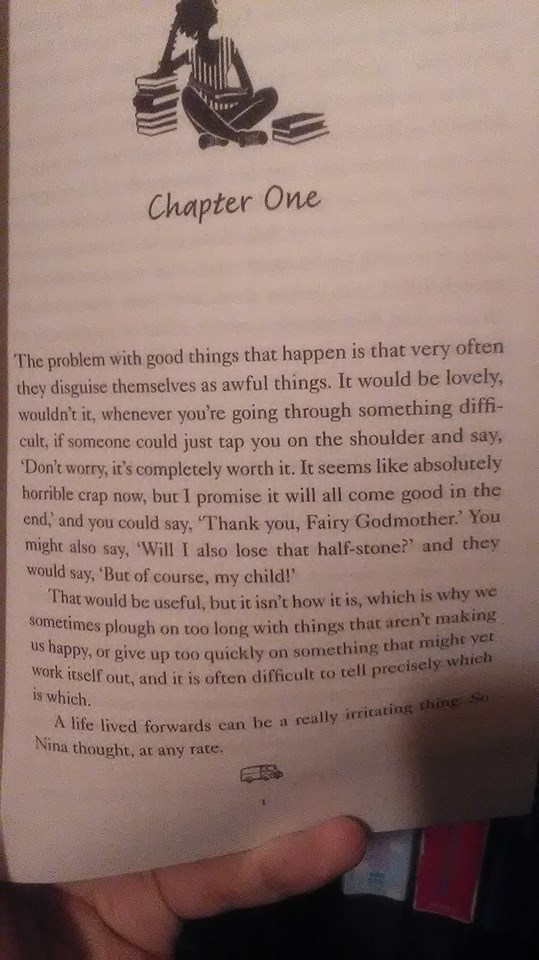 Chapter One
The problem with good things that happen is that very often
they disguise themselves as awful things. It would be lovely,
wouldn't it, whenever you're going through something diffi-
cult, if someone could just tap you on the shoulder and say,
‘Don't worry, it's completely worth it. It seems like absolutely
horrible crap now, but I promise it will all come good in the
end,’ and you could say, ‘Thank you, Fairy Godmother.’ You
might also say, ‘Will I also lose that half-stone?’ and they
would say, ‘But of course, my child!’
That would be useful, but it isn't how it is, which is why we
sometimes plough on too long with things that aren't making
us happy, or give up too quickly on something that might yet
work itself out, and it is often difficult to tell precisely which
is which.
A life lived forwards can be a really irritating thing. So
Nina thought, at any rate.
1